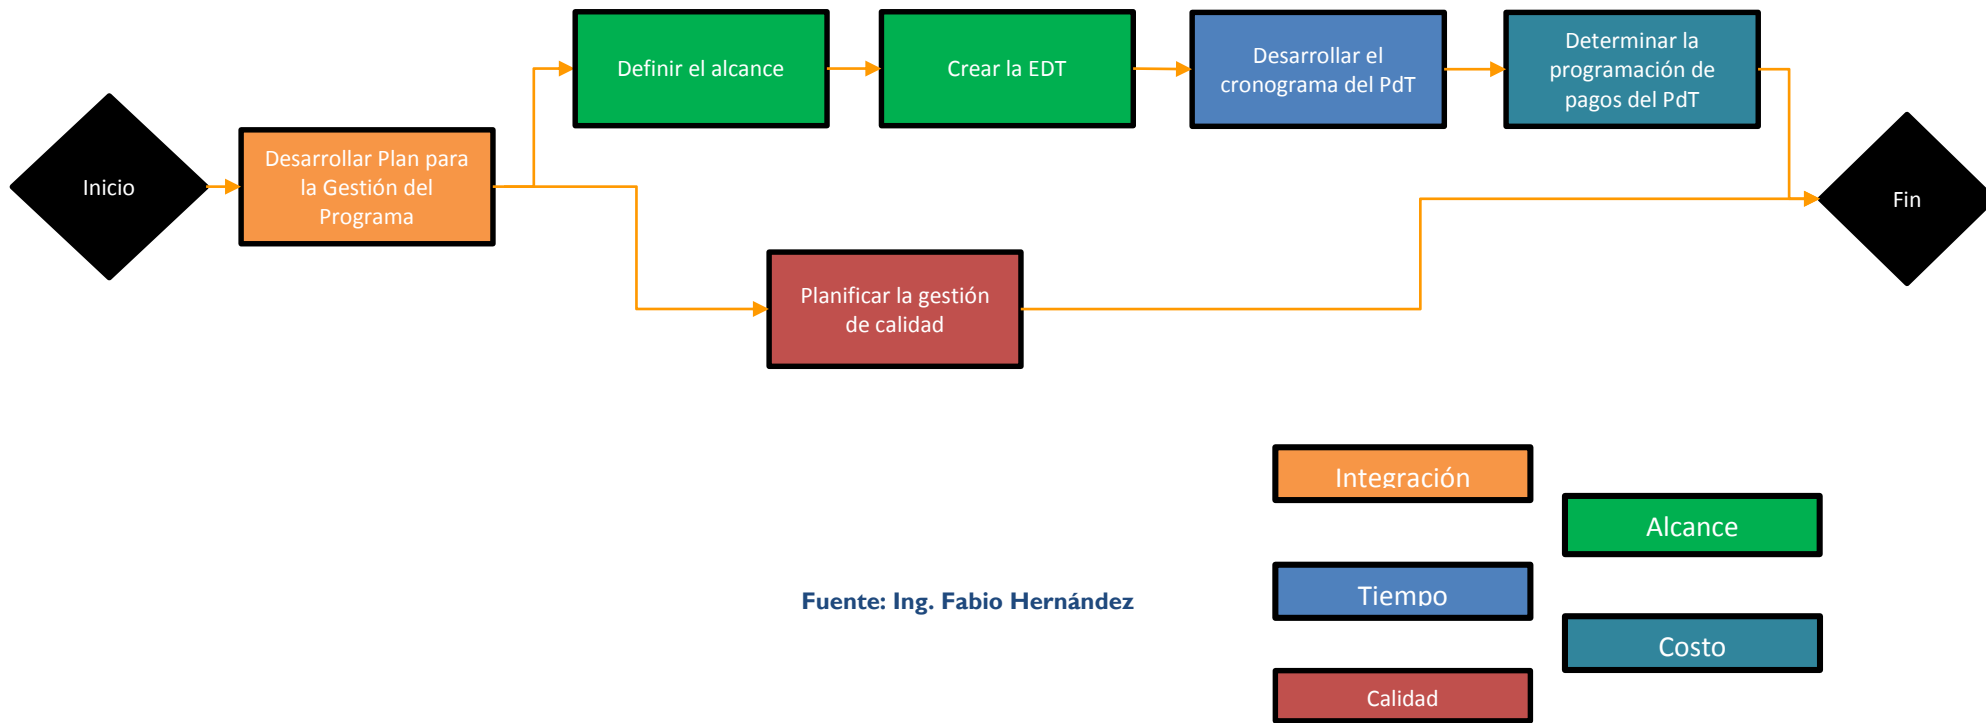 Inicio
Desarrollar Plan para
la Gestión del
Programa
Definir el alcance
Crear la EDT
Desarrollar el
cronograma del PdT
Determinar la
programación de
pagos del PdT
Planificar la gestión
de calidad
Fin
Integración
Alcance
Tiempo
Fuente: Ing. Fabio Hernández
Costo
Calidad